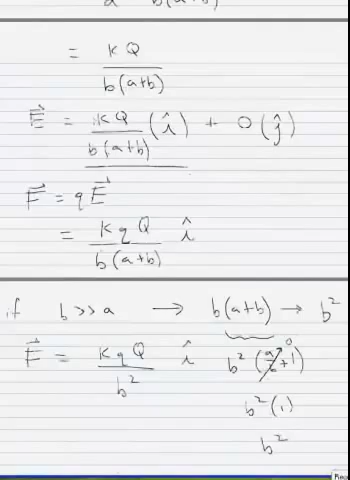 = KQ / b(a+b)
E⃗ = KQ / b(a+b) (î) + 0(ĵ)
F⃗ = qE⃗
= KqQ / b(a+b) î
if b>>a → b(a+b) → b²
F⃗ = KqQ / b² î b²(a/b+1) 0
b²(1)
b²